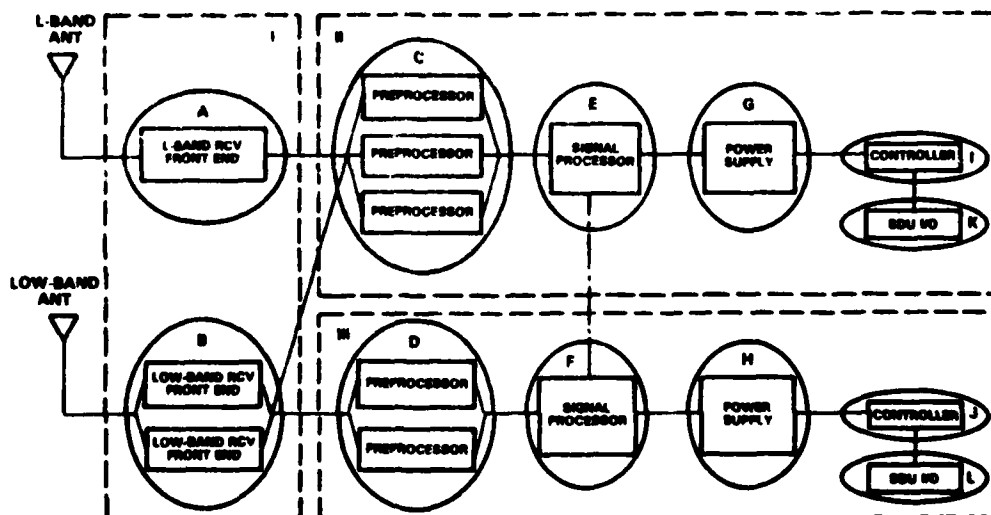 L-BAND
ANT
I
II
C
PREPROCESSOR
PREPROCESSOR
PREPROCESSOR
A
L-BAND RCV
FRONT END
E
SIGNAL
PROCESSOR
G
POWER
SUPPLY
CONTROLLER
I
SDU I/O
K
LOW-BAND
ANT
III
B
LOW-BAND RCV
FRONT END
LOW-BAND RCV
FRONT END
D
PREPROCESSOR
PREPROCESSOR
F
SIGNAL
PROCESSOR
H
POWER
SUPPLY
CONTROLLER
J
SDU I/O
L